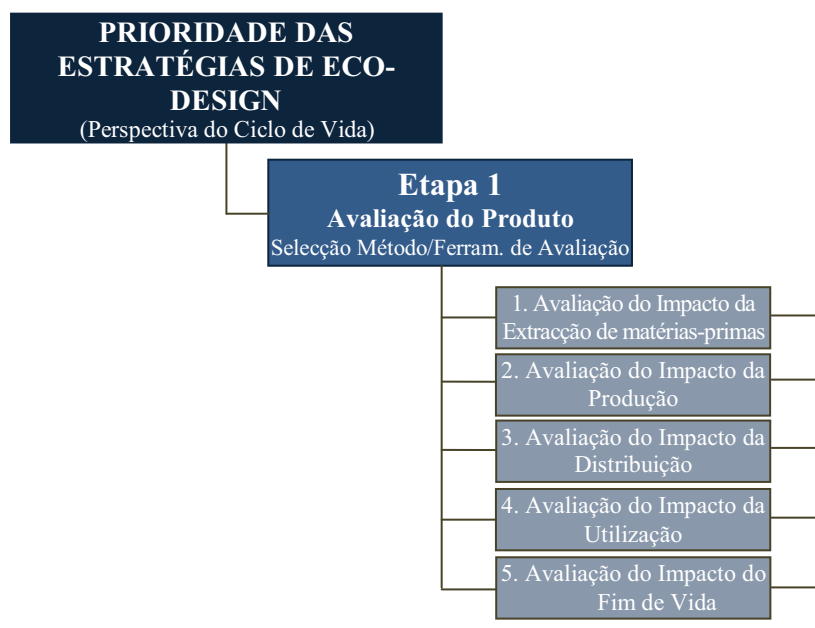 PRIORIDADE DAS
ESTRATÉGIAS DE ECO-
DESIGN
(Perspectiva do Ciclo de Vida)
Etapa 1
Avaliação do Produto
Selecção Método/Ferram. de Avaliação
1. Avaliação do Impacto da
Extracção de matérias-primas
2. Avaliação do Impacto da
Produção
3. Avaliação do Impacto da
Distribuição
4. Avaliação do Impacto da
Utilização
5. Avaliação do Impacto do
Fim de Vida